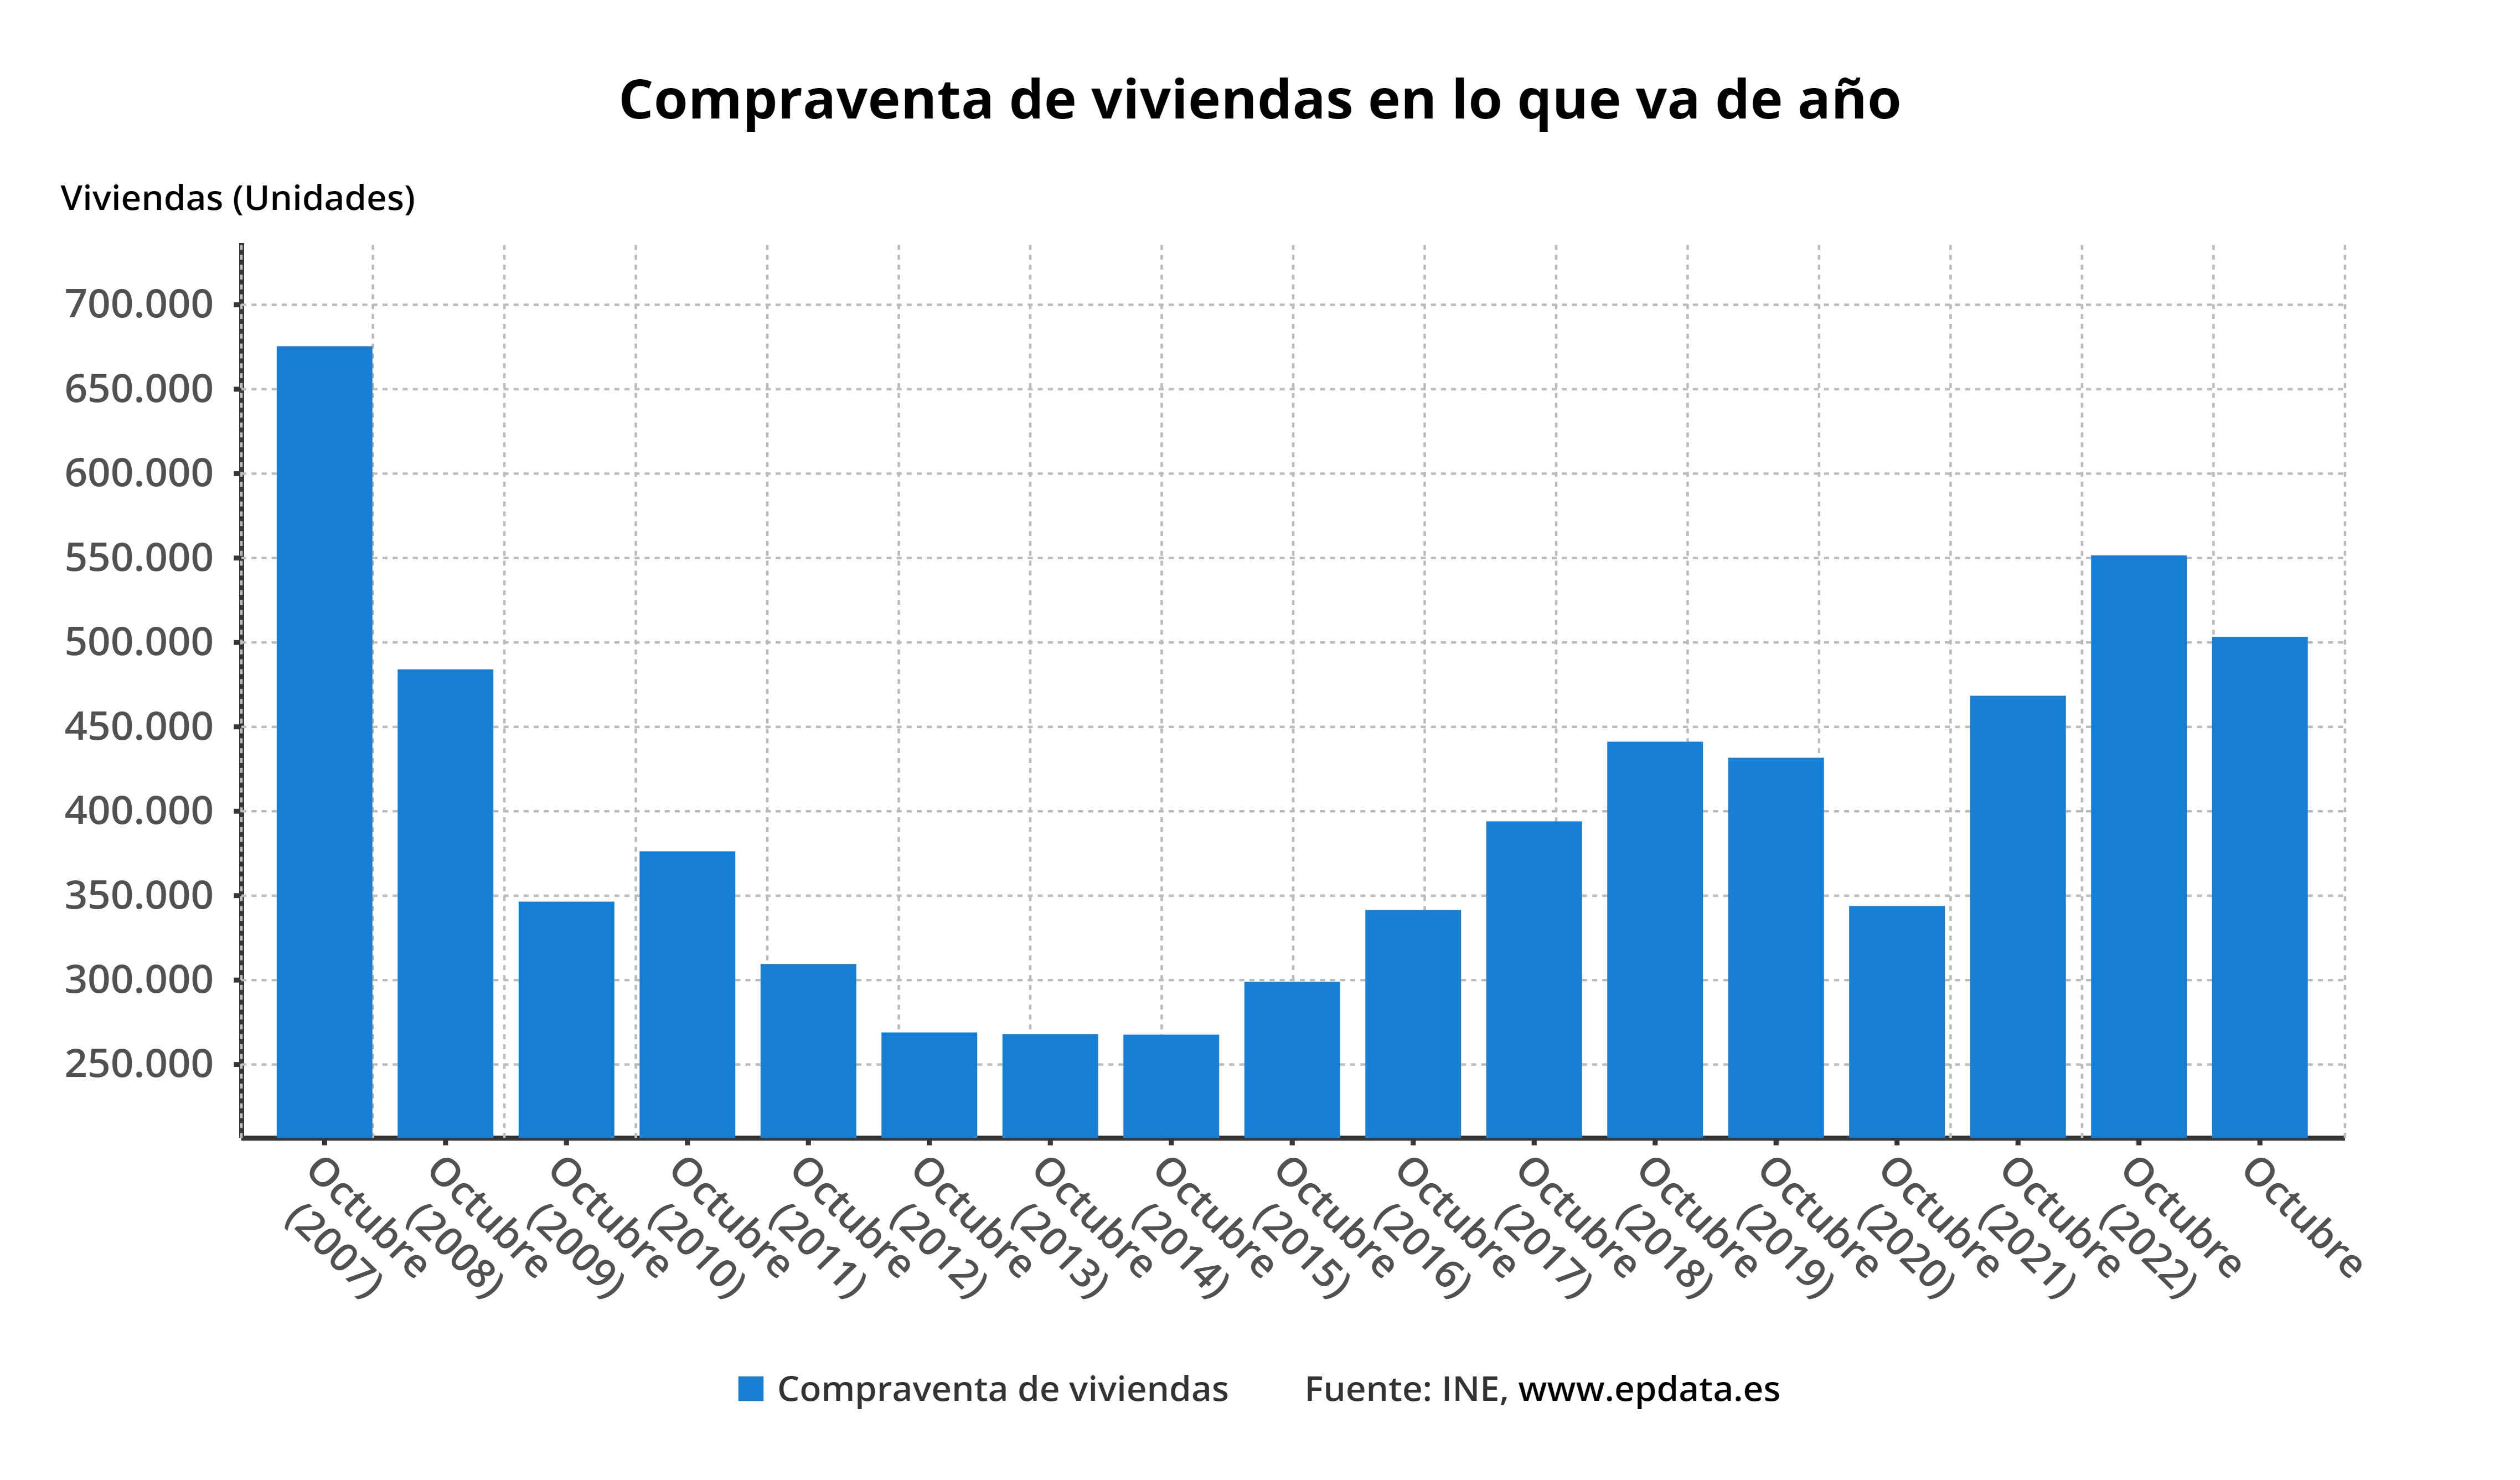 Compraventa de viviendas en lo que va de año
Viviendas (Unidades)
700.000
650.000
600.000
550.000
500.000
450.000
400.000
350.000
300.000
250.000
Octubre
(2007)
Octubre
(2008)
Octubre
(2009)
Octubre
(2010)
Octubre
(2011)
Octubre
(2012)
Octubre
(2013)
Octubre
(2014)
Octubre
(2015)
Octubre
(2016)
Octubre
(2017)
Octubre
(2018)
Octubre
(2019)
Octubre
(2020)
Octubre
(2021)
Octubre
(2022)
Octubre
Compraventa de viviendas
Fuente: INE, www.epdata.es